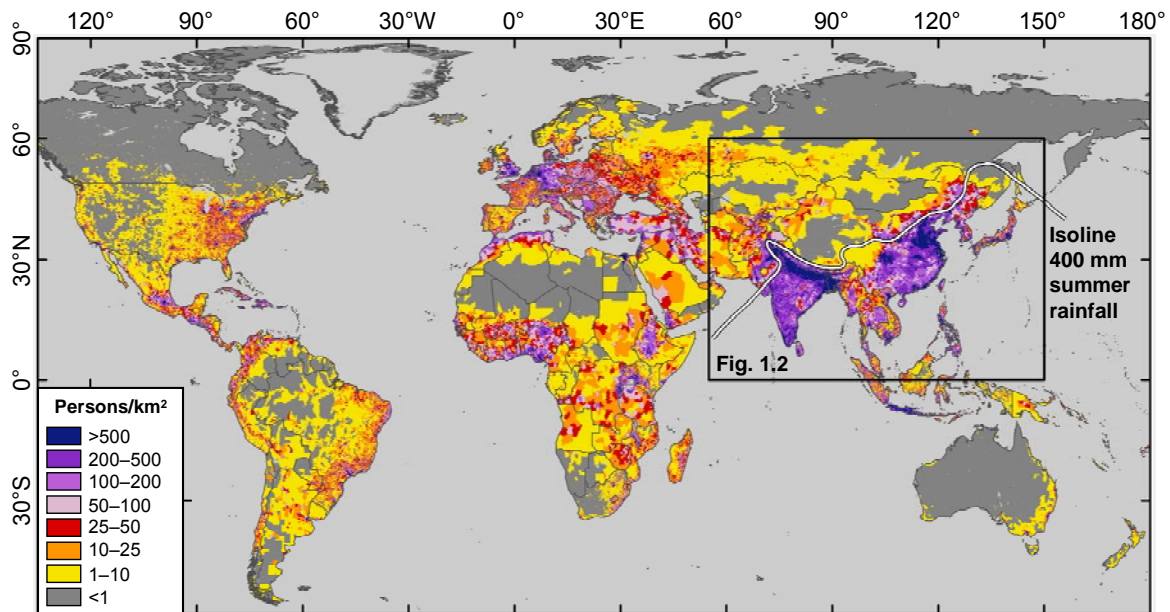 120° 90° 60° 30°W 0° 30°E 60° 90° 120° 150° 180°
90°
60°
30°N
0°
30°S
Isoline
400 mm
summer
rainfall
Fig. 1.2
Persons/km²
>500
200–500
100–200
50–100
25–50
10–25
1–10
<1